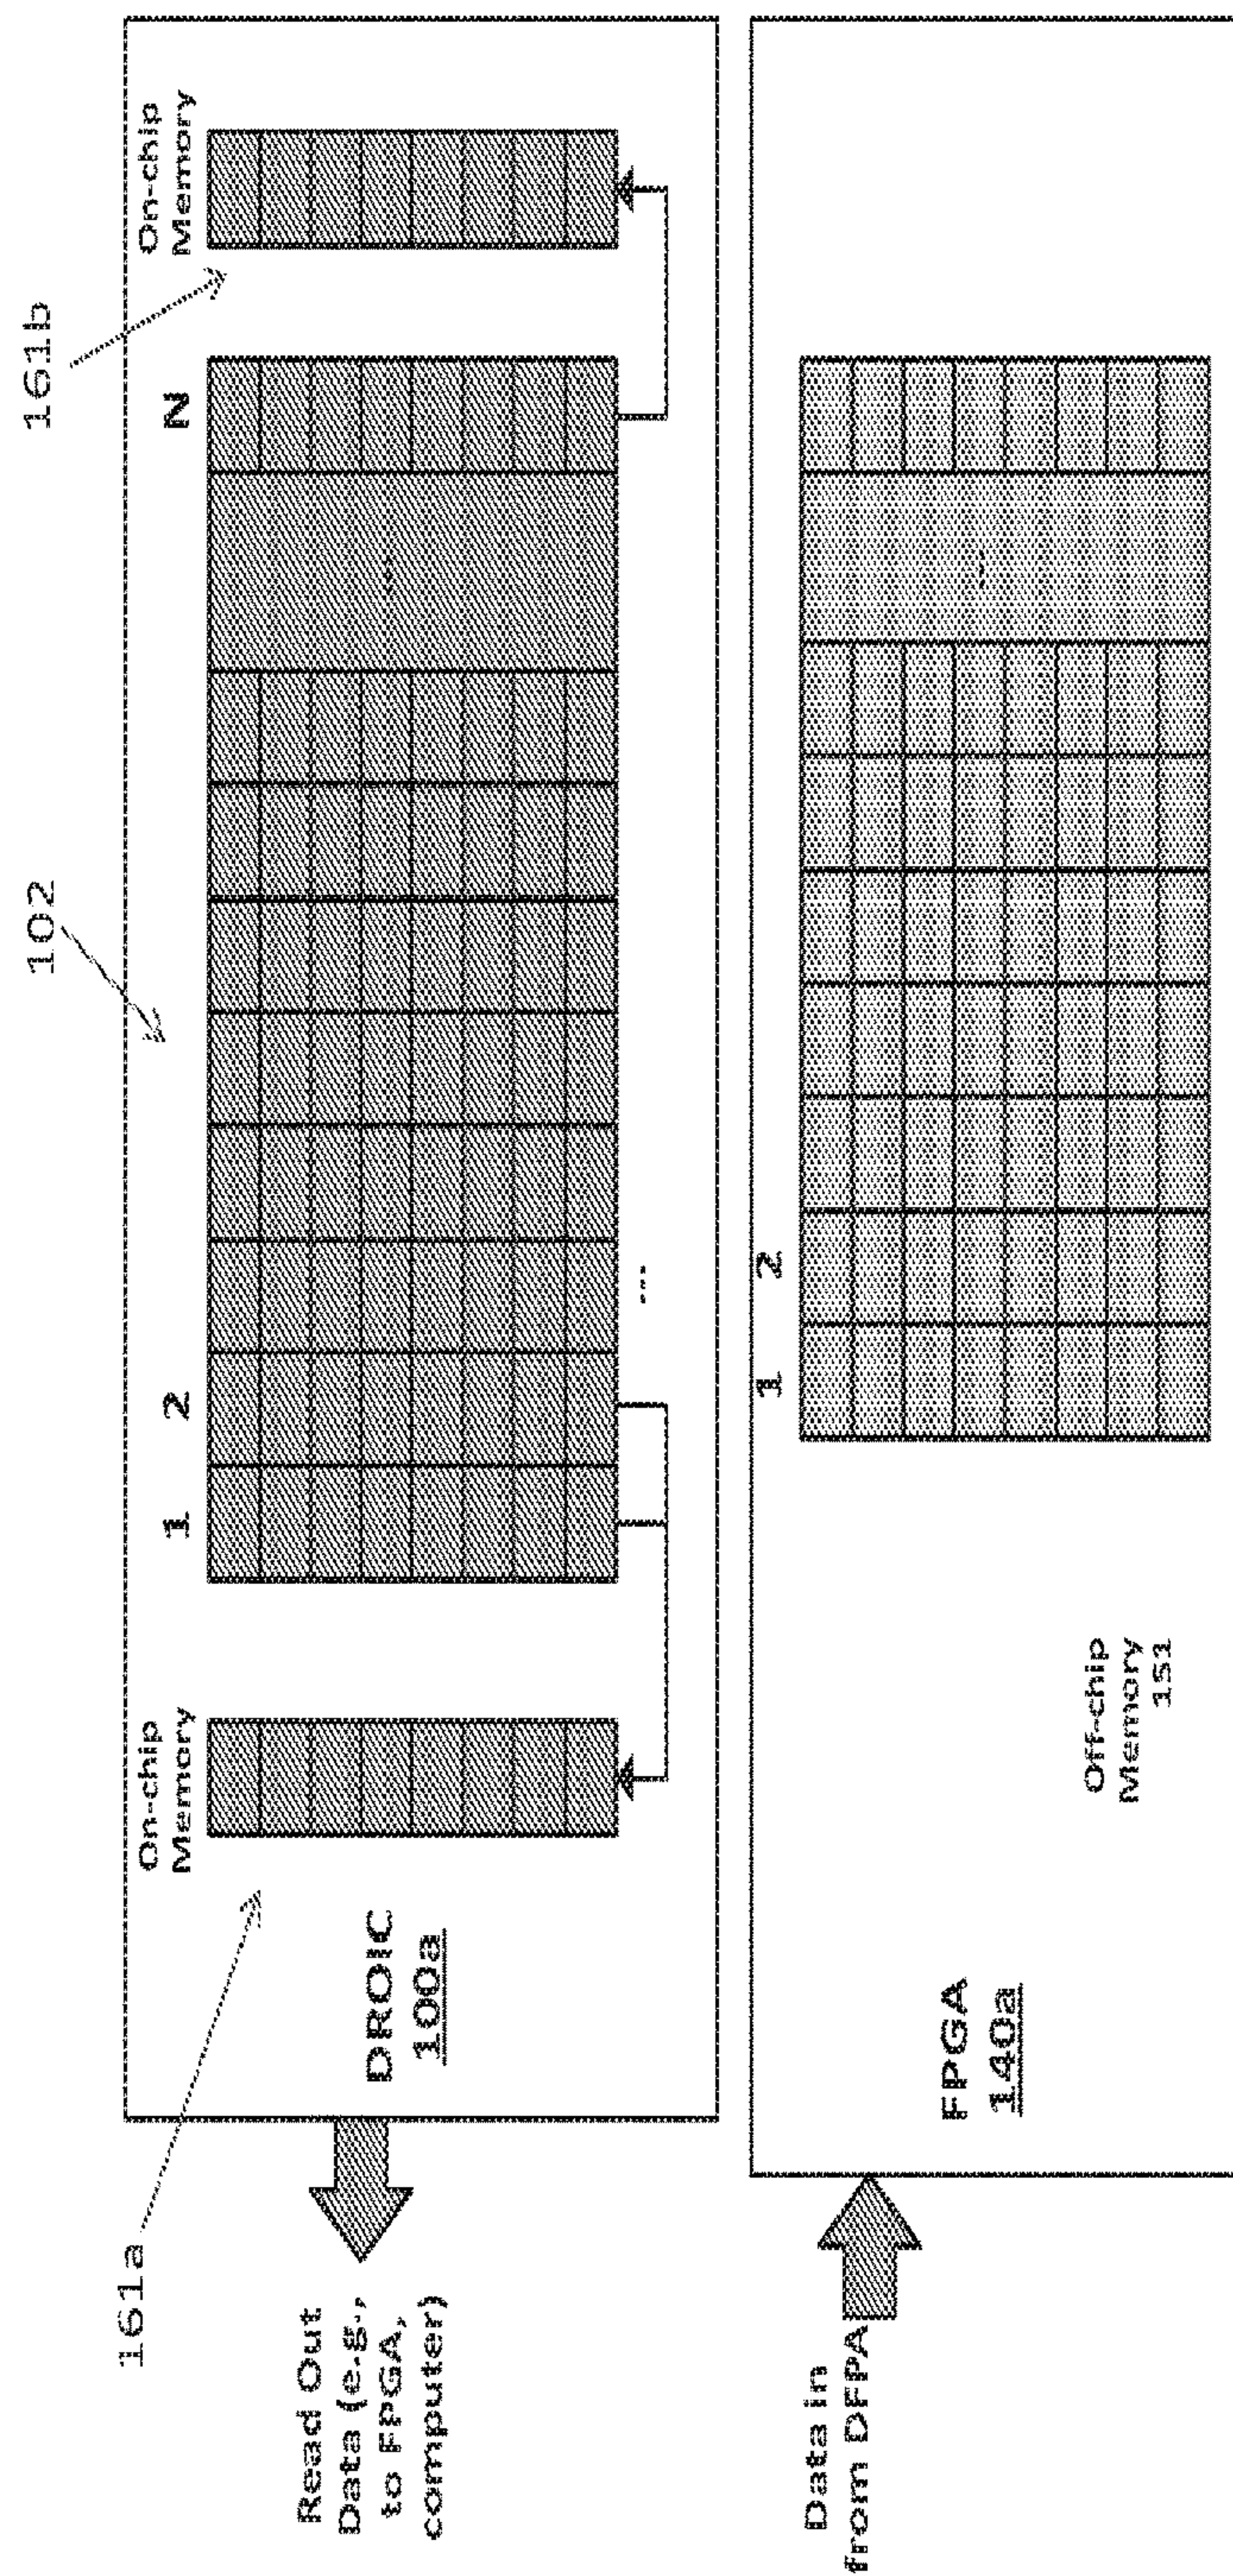 161a
102
161b
On-chip
Memory
1
2
N
On-chip
Memory
...
Read Out
Data (e.g.,
to FPGA,
computer)
DROIC
100a
...
1
2
...
Data in
from DFPA
FPGA
140a
Off-chip
Memory
151